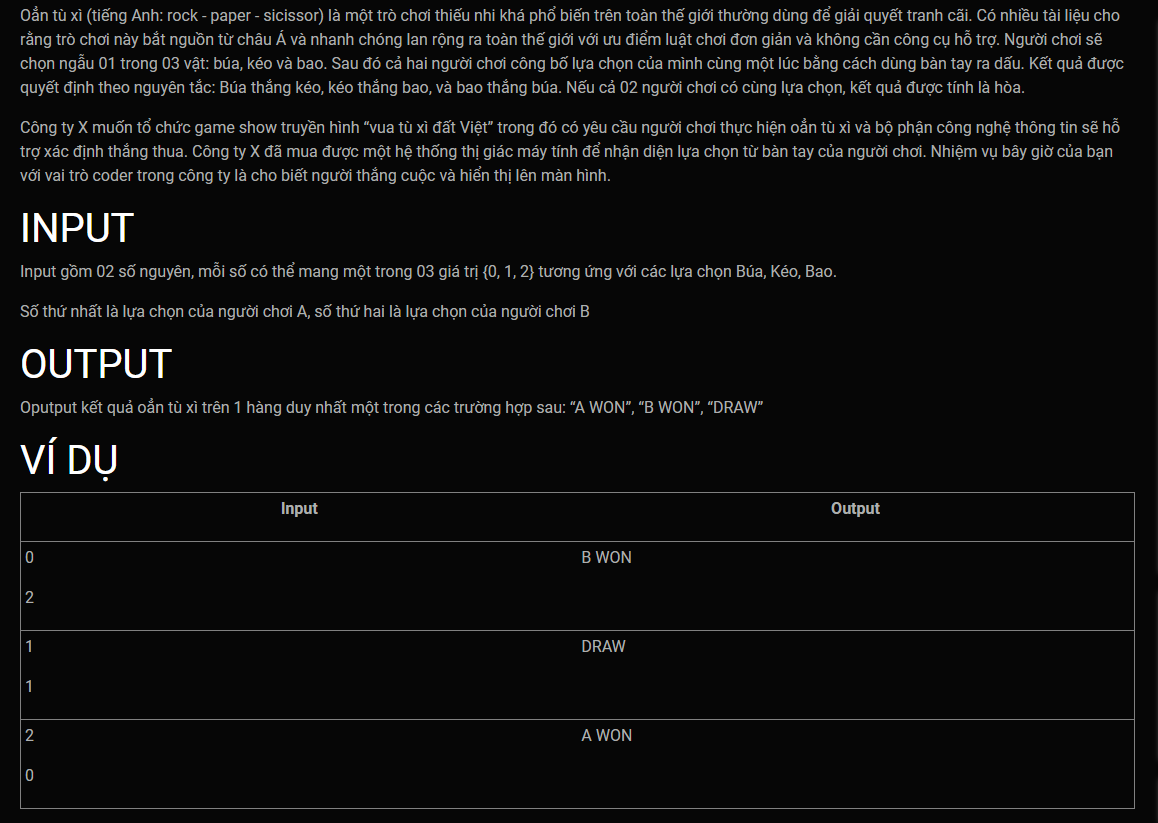 Oẳn tù xì (tiếng Anh: rock - paper - sicissor) là một trò chơi thiếu nhi khá phổ biến trên toàn thế giới thường dùng để giải quyết tranh cãi. Có nhiều tài liệu cho
rằng trò chơi này bắt nguồn từ châu Á và nhanh chóng lan rộng ra toàn thế giới với ưu điểm luật chơi đơn giản và không cần công cụ hỗ trợ. Người chơi sẽ
chọn ngẫu 01 trong 03 vật: búa, kéo và bao. Sau đó cả hai người chơi công bố lựa chọn của mình cùng một lúc bằng cách dùng bàn tay ra dấu. Kết quả được
quyết định theo nguyên tắc: Búa thắng kéo, kéo thắng bao, và bao thắng búa. Nếu cả 02 người chơi có cùng lựa chọn, kết quả được tính là hòa.
Công ty X muốn tổ chức game show truyền hình “vua tù xì đất Việt” trong đó có yêu cầu người chơi thực hiện oẳn tù xì và bộ phận công nghệ thông tin sẽ hỗ
trợ xác định thắng thua. Công ty X đã mua được một hệ thống thị giác máy tính để nhận diện lựa chọn từ bàn tay của người chơi. Nhiệm vụ bây giờ của bạn
với vai trò coder trong công ty là cho biết người thắng cuộc và hiển thị lên màn hình.
INPUT
Input gồm 02 số nguyên, mỗi số có thể mang một trong 03 giá trị {0, 1, 2} tương ứng với các lựa chọn Búa, Kéo, Bao.
Số thứ nhất là lựa chọn của người chơi A, số thứ hai là lựa chọn của người chơi B
OUTPUT
Oputput kết quả oẳn tù xì trên 1 hàng duy nhất một trong các trường hợp sau: “A WON”, “B WON”, “DRAW”
VÍ DỤ
Input Output
0 B WON
2
1 DRAW
1
2 A WON
0